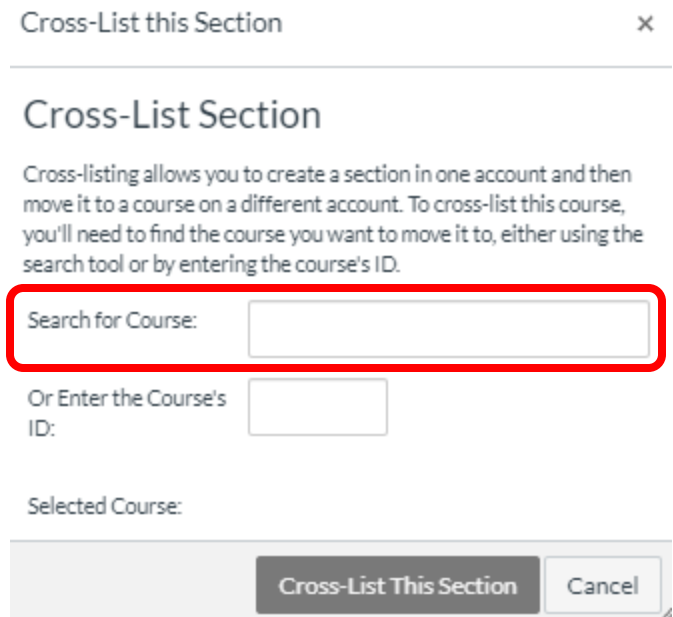 Cross-List this Section ×
Cross-List Section
Cross-listing allows you to create a section in one account and then
move it to a course on a different account. To cross-list this course,
you'll need to find the course you want to move it to, either using the
search tool or by entering the course's ID.
Search for Course:
Or Enter the Course's
ID:
Selected Course:
Cross-List This Section Cancel